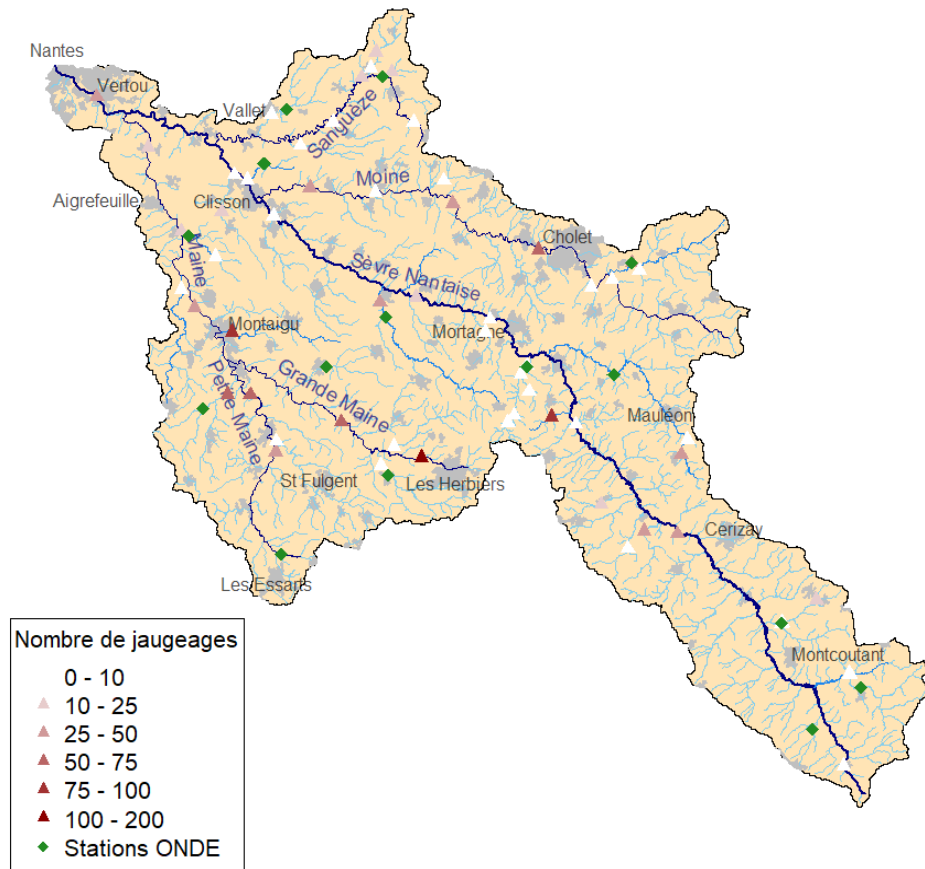 Nantes
Vertou
Vallet
Sanguèze
Moine
Aigrefeuille
Clisson
Cholet
Maine
Sèvre Nantaise
Montaigu
Mortagne
Grande Maine
Petite Maine
Mauléon
St Fulgent
Les Herbiers
Cerizay
Les Essarts
Montcoutant
Nombre de jaugeages
0 - 10
10 - 25
25 - 50
50 - 75
75 - 100
100 - 200
Stations ONDE